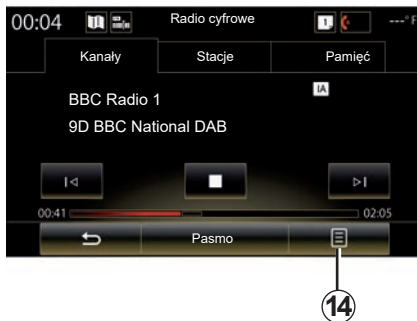 00:04 Radio cyfrowe 1 ---°F
Kanały Stacje Pamięć
IA
BBC Radio 1
9D BBC National DAB
00:41 02:05
Pasmo
14